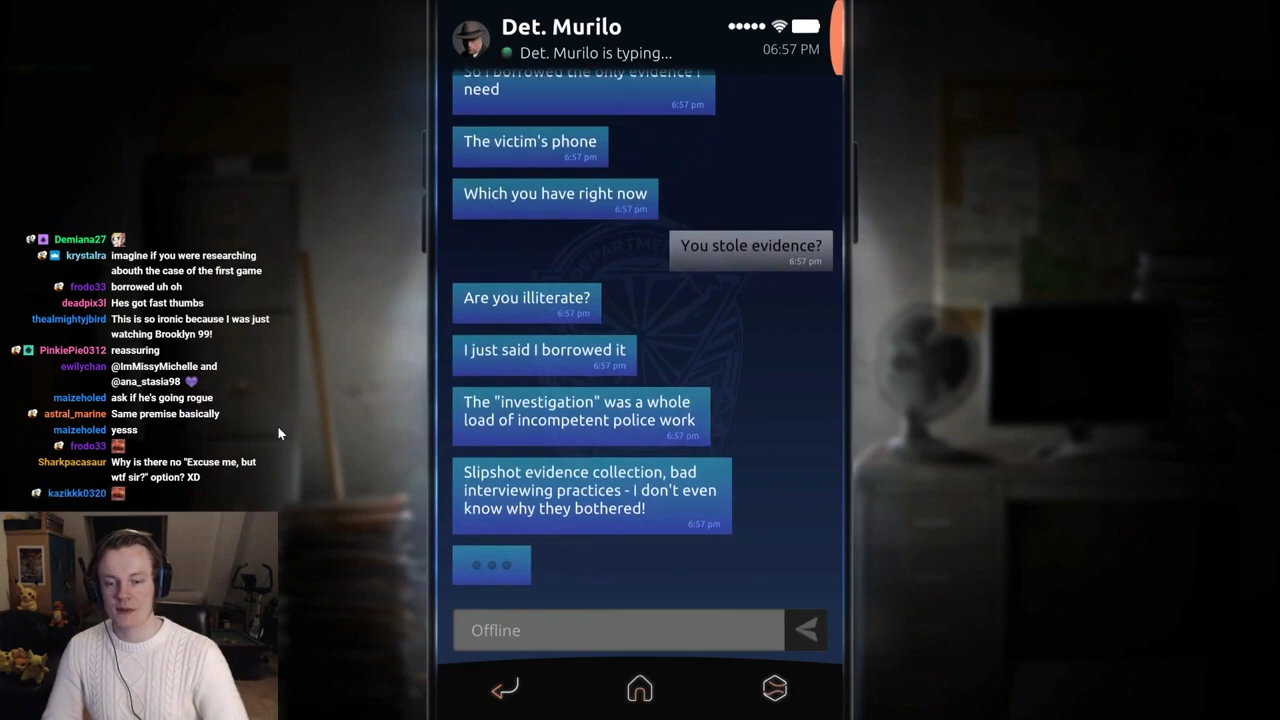 Det. Murilo
Det. Murilo is typing...
06:57 PM
So I borrowed the only evidence I
need
6:57 pm
The victim's phone
6:57 pm
Which you have right now
6:57 pm
You stole evidence?
6:57 pm
Are you illiterate?
6:57 pm
I just said I borrowed it
6:57 pm
The "investigation" was a whole
load of incompetent police work
6:57 pm
Slipshot evidence collection, bad
interviewing practices - I don't even
know why they bothered!
6:57 pm
Offline
Demiana27
krystalra imagine if you were researching
abouth the case of the first game
frodo33 borrowed uh oh
deadpix3l Hes got fast thumbs
thealmightyjbird This is so ironic because I was just
watching Brooklyn 99!
PinkiePie0312 reassuring
ewilychan @ImMissyMichelle and
@ana_stasia98
maizeholed ask if he's going rogue
astral_marine Same premise basically
maizeholed yesss
frodo33
Sharkpacasaur Why is there no "Excuse me, but
wtf sir?" option? XD
kazikkk0320